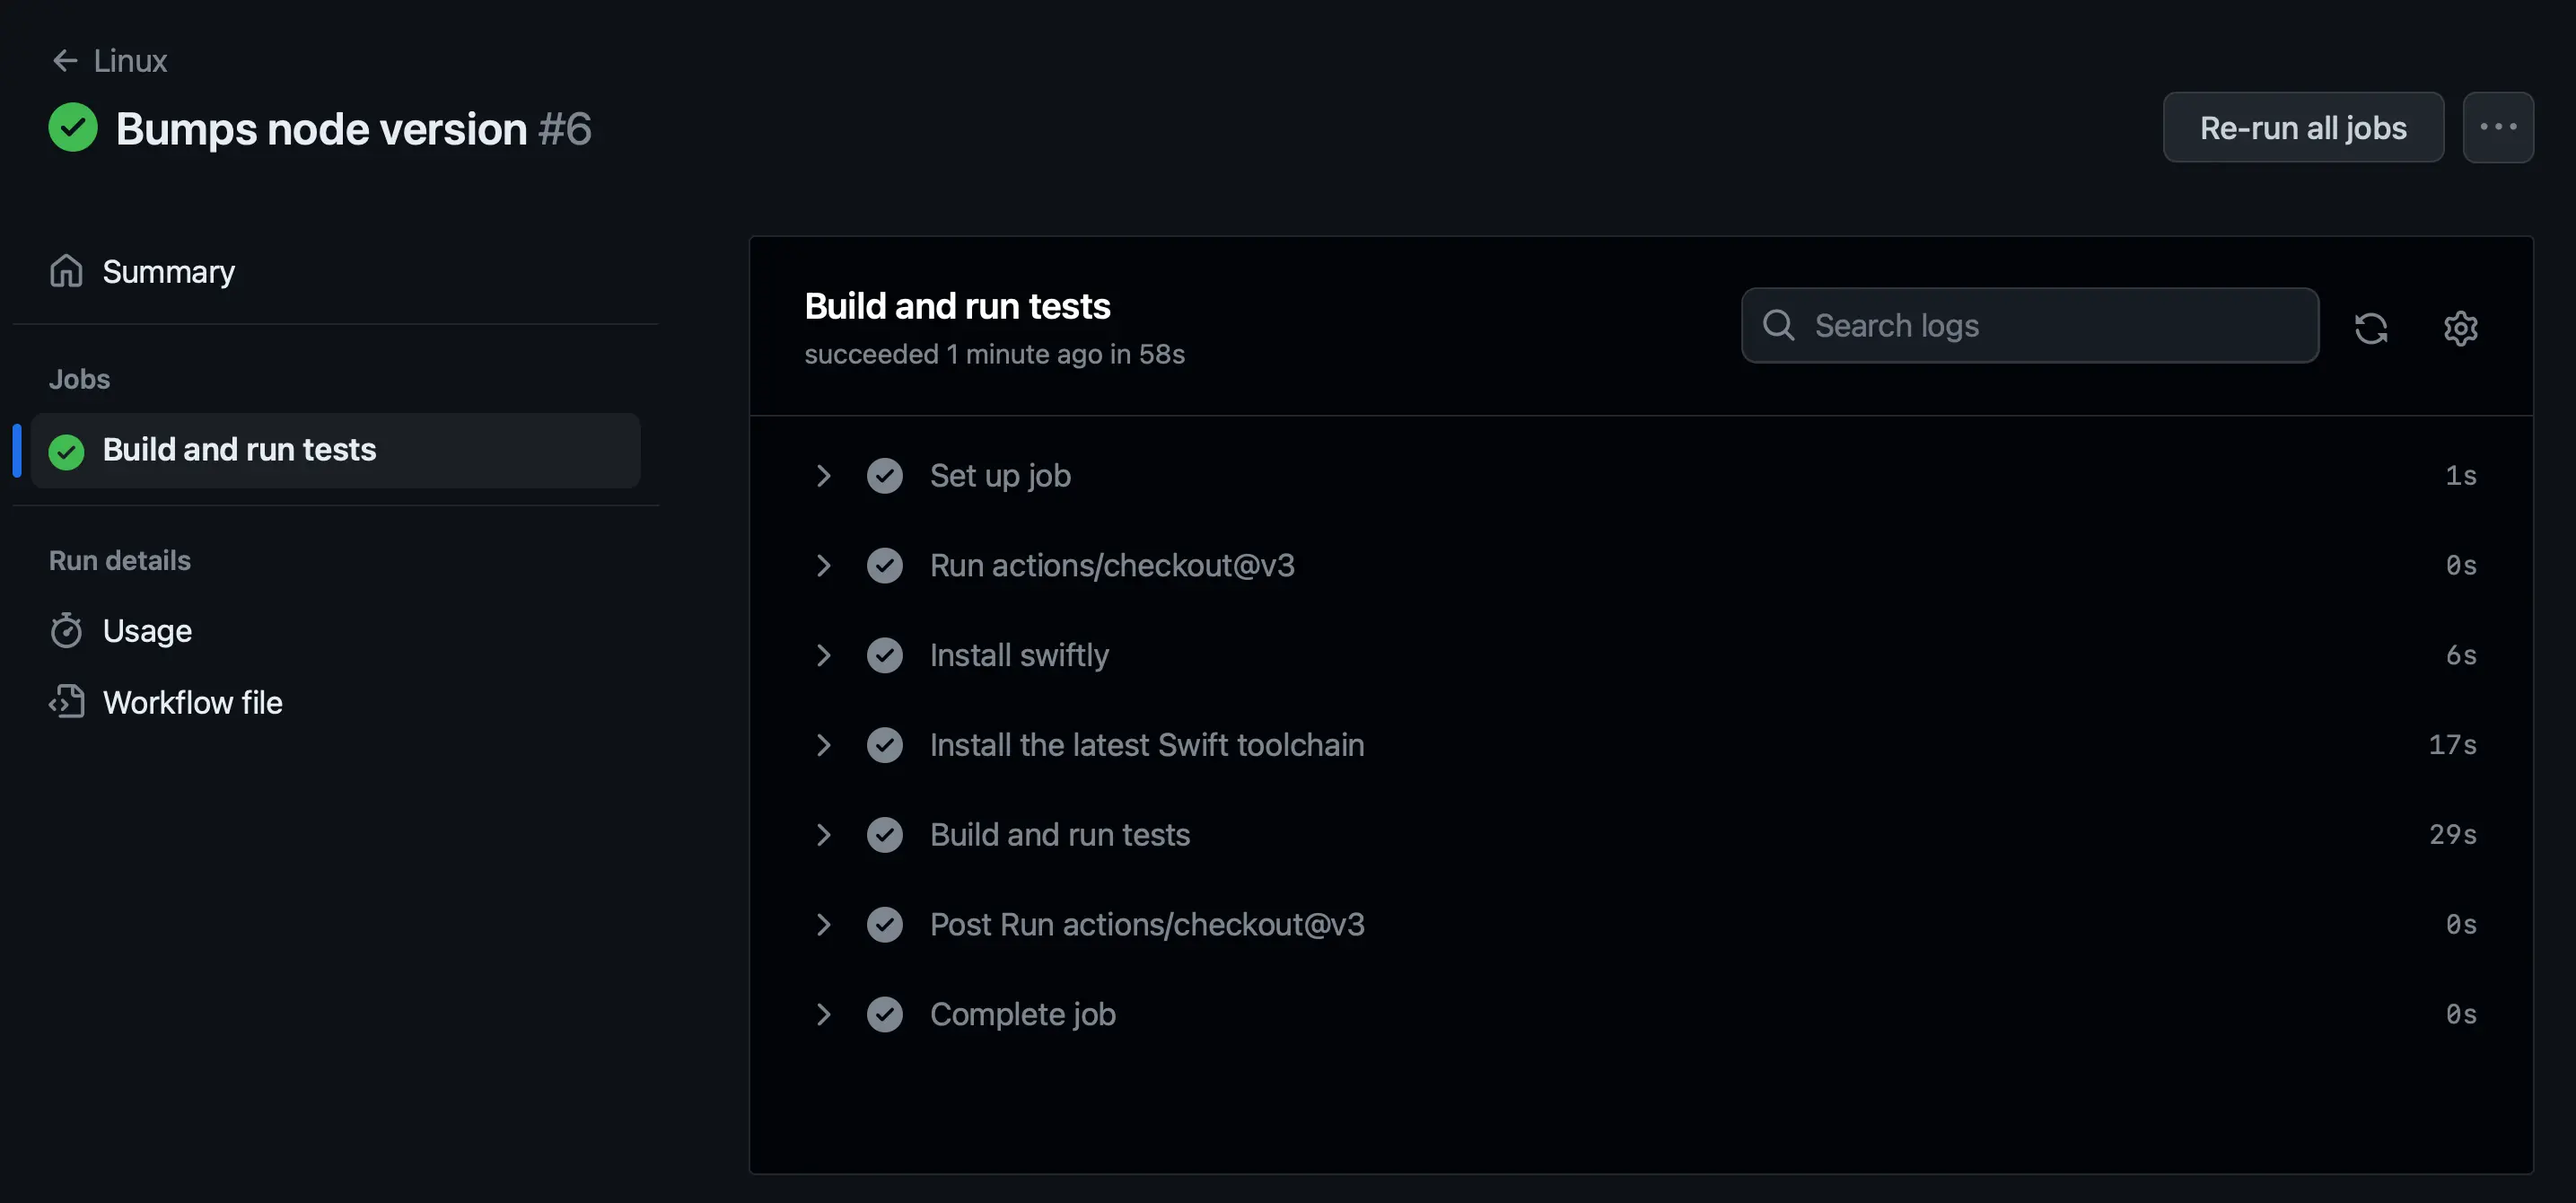 Linux
Bumps node version #6
Re-run all jobs
Summary
Jobs
Build and run tests
Run details
Usage
Workflow file
Build and run tests
succeeded 1 minute ago in 58s
Search logs
Set up job 1s
Run actions/checkout@v3 0s
Install swiftly 6s
Install the latest Swift toolchain 17s
Build and run tests 29s
Post Run actions/checkout@v3 0s
Complete job 0s